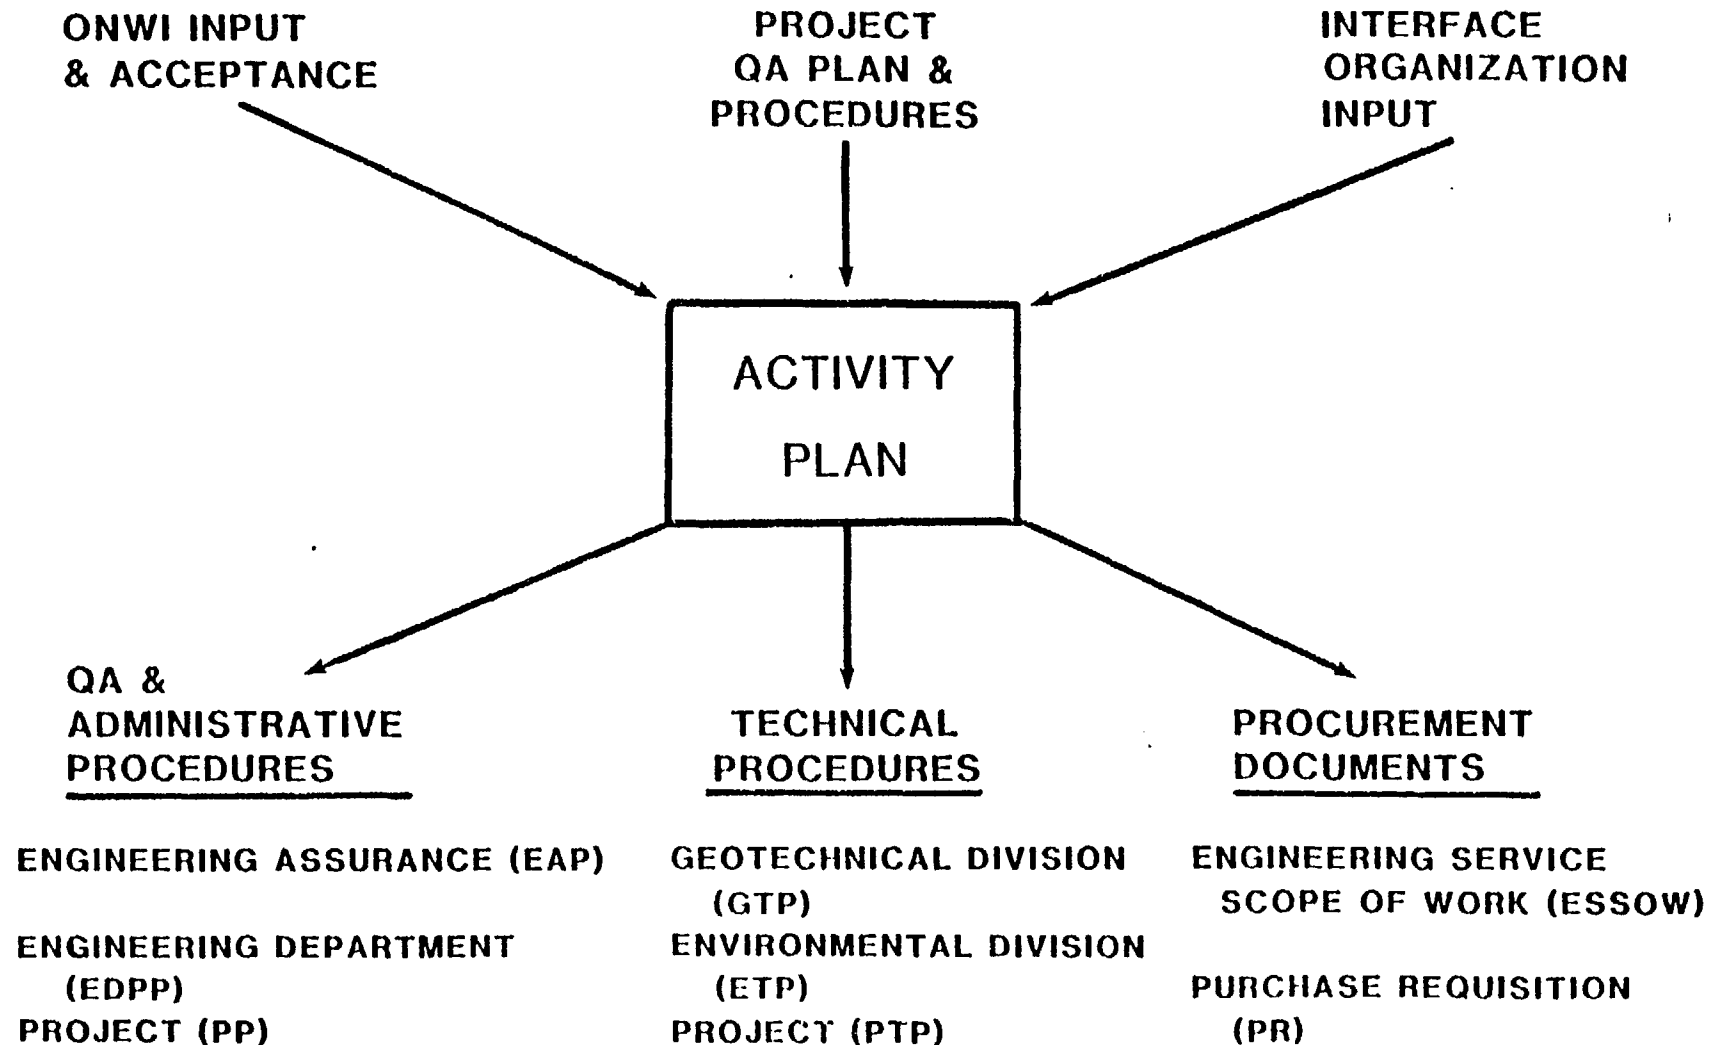 ONWI INPUT
& ACCEPTANCE
PROJECT
QA PLAN &
PROCEDURES
INTERFACE
ORGANIZATION
INPUT
ACTIVITY
PLAN
QA &
ADMINISTRATIVE
PROCEDURES
ENGINEERING ASSURANCE (EAP)
ENGINEERING DEPARTMENT
(EDPP)
PROJECT (PP)
TECHNICAL
PROCEDURES
GEOTECHNICAL DIVISION
(GTP)
ENVIRONMENTAL DIVISION
(ETP)
PROJECT (PTP)
PROCUREMENT
DOCUMENTS
ENGINEERING SERVICE
SCOPE OF WORK (ESSOW)
PURCHASE REQUISITION
(PR)